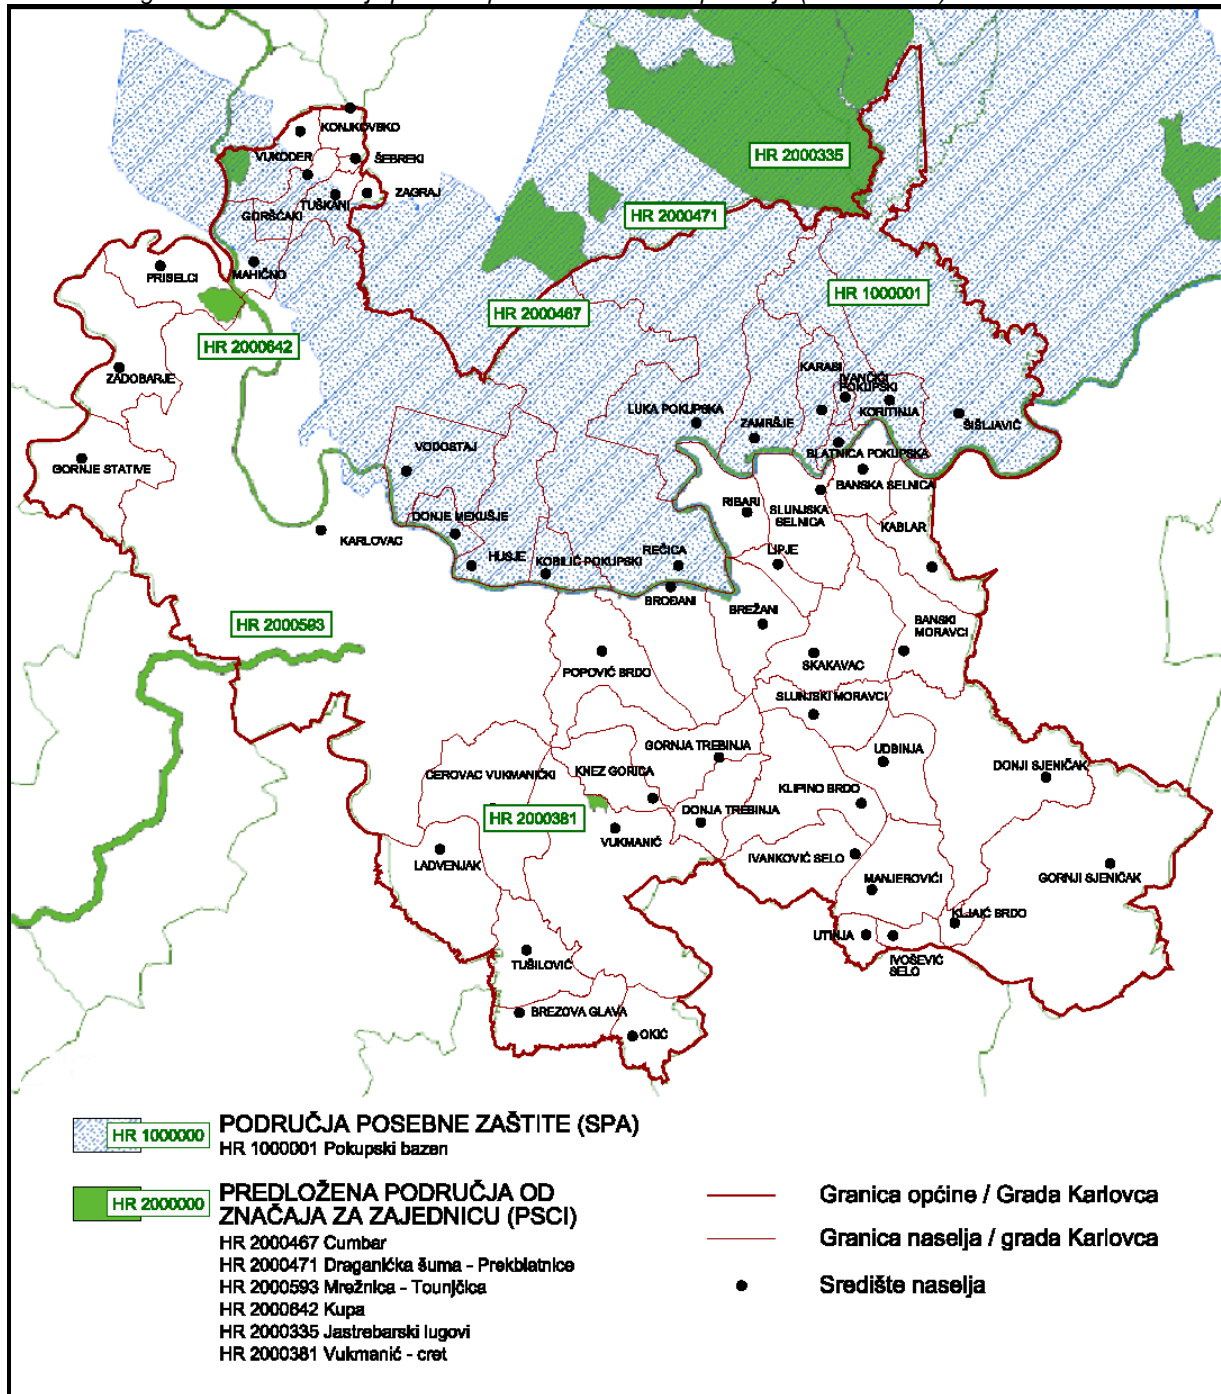 KONJKOVSKO
VUKODER
ŠEBREKI
ZAGRAJ
TUŠKANI
GORŠĆAKI
MAHIĆNO
PRISELCI
HR 2000335
HR 2000471
HR 1000001
HR 2000467
HR 2000642
ZADOBARJE
KARASI
IVANČIĆI
POKUPSKI
LUKA POKUPSKA
ZAMRŠJE
KORITINJA
ŠIŠLJAVIĆ
GORNJE STATIVE
VODOSTAJ
BLATNICA POKUPSKA
BANSKA SELNICA
RIBARI
SLUNJSKA
SELNICA
KABLAR
DONJE MEKUŠJE
KARLOVAC
HUSJE
KOBILIĆ POKUPSKI
REČICA
LIPJE
BROĐANI
BREŽANI
HR 2000593
BANSKI
MORAVCI
POPOVIĆ BRDO
SKAKAVAC
SLUNJSKI MORAVCI
GORNJA TREBINJA
UDBINJA
CEROVAC VUKMANIĆKI
KNEZ GORICA
DONJI SJENIČAK
KLIPINO BRDO
HR 2000381
DONJA TREBINJA
VUKMANIĆ
LADVENJAK
IVANKOVIĆ SELO
MANJEROVIĆI
GORNJI SJENIČAK
KLJAIĆ BRDO
UTINJA
IVOŠEVIĆ
SELO
TUŠILOVIĆ
BREZOVA GLAVA
OKIĆ
HR 1000000
PODRUČJA POSEBNE ZAŠTITE (SPA)
HR 1000001 Pokupski bazen
HR 2000000
PREDLOŽENA PODRUČJA OD
ZNAČAJA ZA ZAJEDNICU (PSCI)
HR 2000467 Cumbar
HR 2000471 Draganićka šuma - Prekblatnice
HR 2000593 Mrežnica - Tounjčica
HR 2000642 Kupa
HR 2000335 Jastrebarski lugovi
HR 2000381 Vukmanić - cret
Granica općine / Grada Karlovca
Granica naselja / grada Karlovca
Središte naselja